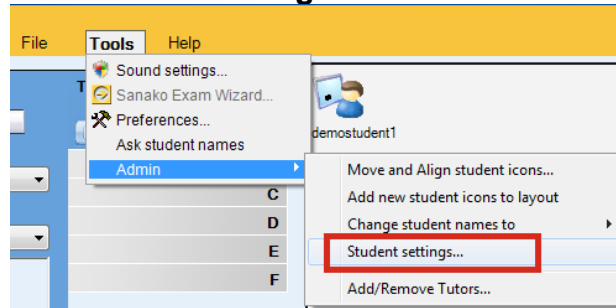 File Tools Help
Sound settings...
Sanako Exam Wizard...
Preferences...
Ask student names
Admin
demostudent1
Move and Align student icons...
Add new student icons to layout
Change student names to
Student settings...
Add/Remove Tutors...
C
D
E
F